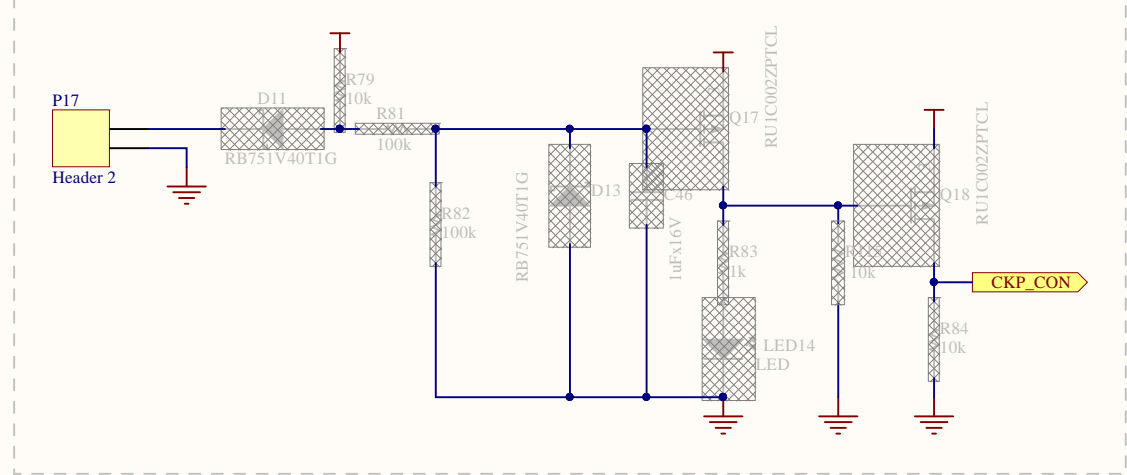 P17
Header 2
D11
RB751V40T1G
R79
10k
R81
100k
R82
100k
RB751V40T1G
D13
C46
1uFx16V
Q17
RU1C002ZPTCL
R83
1k
LED14
LED
10k
Q18
RU1C002ZPTCL
CKP_CON
R84
10k